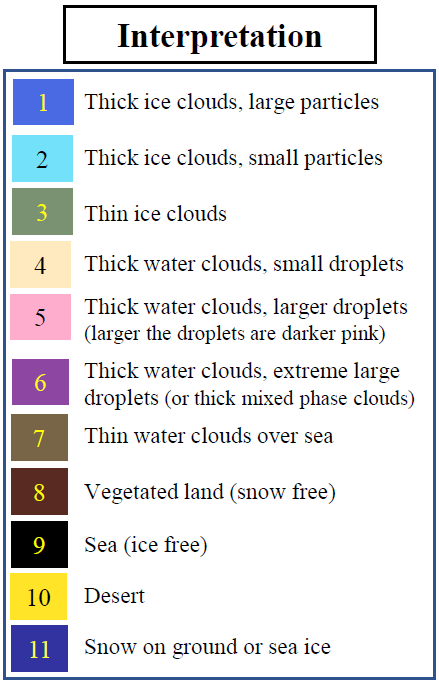 Interpretation
1 Thick ice clouds, large particles
2 Thick ice clouds, small particles
3 Thin ice clouds
4 Thick water clouds, small droplets
5 Thick water clouds, larger droplets
(larger the droplets are darker pink)
6 Thick water clouds, extreme large
droplets (or thick mixed phase clouds)
7 Thin water clouds over sea
8 Vegetated land (snow free)
9 Sea (ice free)
10 Desert
11 Snow on ground or sea ice